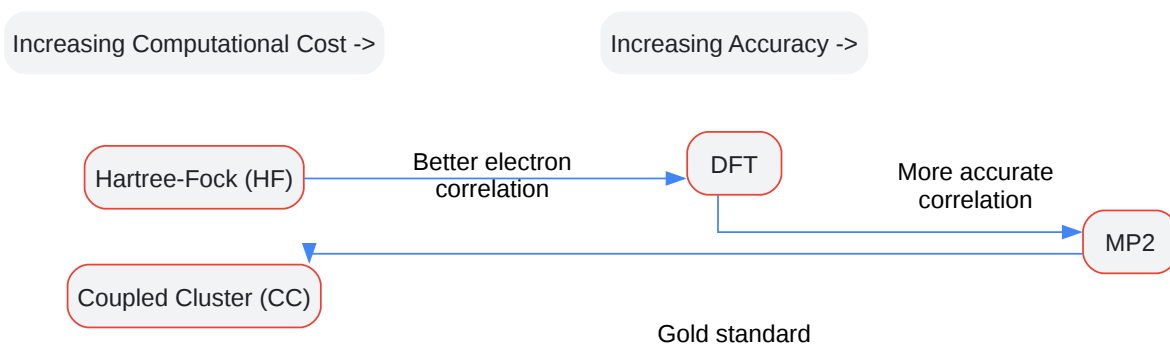 Increasing Computational Cost ->
Increasing Accuracy ->
Hartree-Fock (HF)
Better electron
correlation
DFT
More accurate
correlation
MP2
Coupled Cluster (CC)
Gold standard